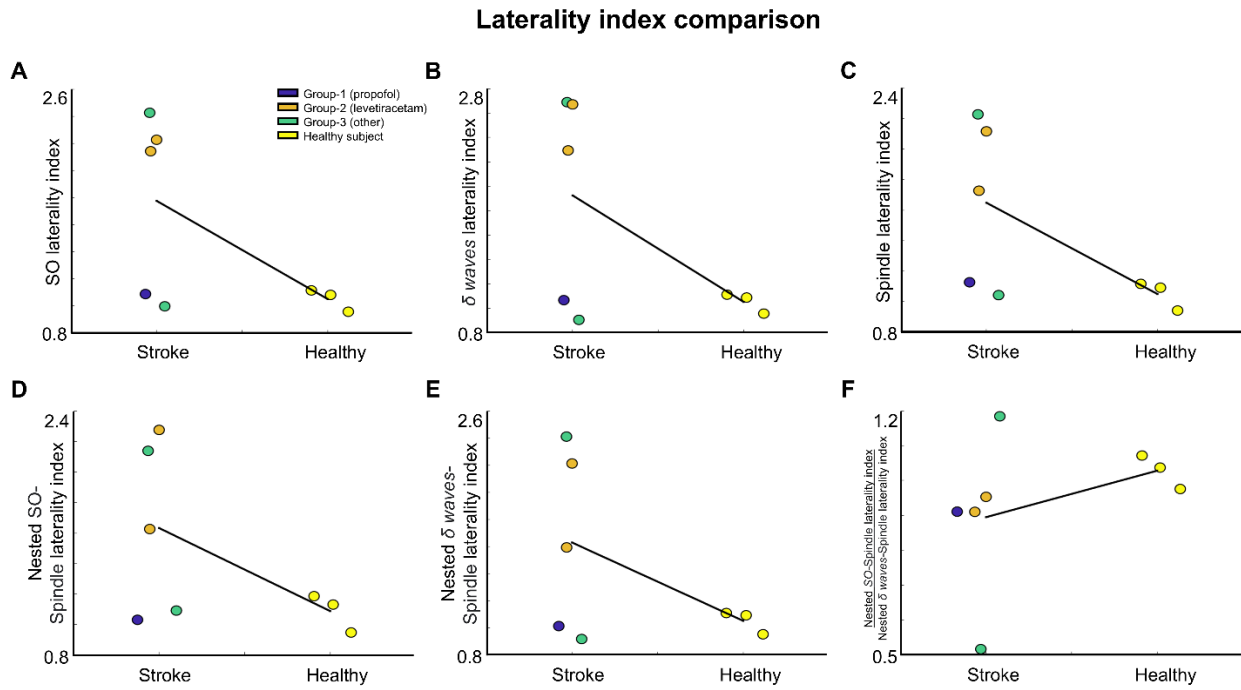 Laterality index comparison
A
2.6
SO laterality index
0.8
Stroke
Healthy
Group-1 (propofol)
Group-2 (levetiracetam)
Group-3 (other)
Healthy subject
B
2.8
δ waves laterality index
0.8
Stroke
Healthy
C
2.4
Spindle laterality index
0.8
Stroke
Healthy
D
2.4
Nested SO-
Spindle laterality index
0.8
Stroke
Healthy
E
2.6
Nested δ waves-
Spindle laterality index
0.8
Stroke
Healthy
F
1.2
Nested SO-Spindle laterality index
Nested δ waves-Spindle laterality index
0.5
Stroke
Healthy